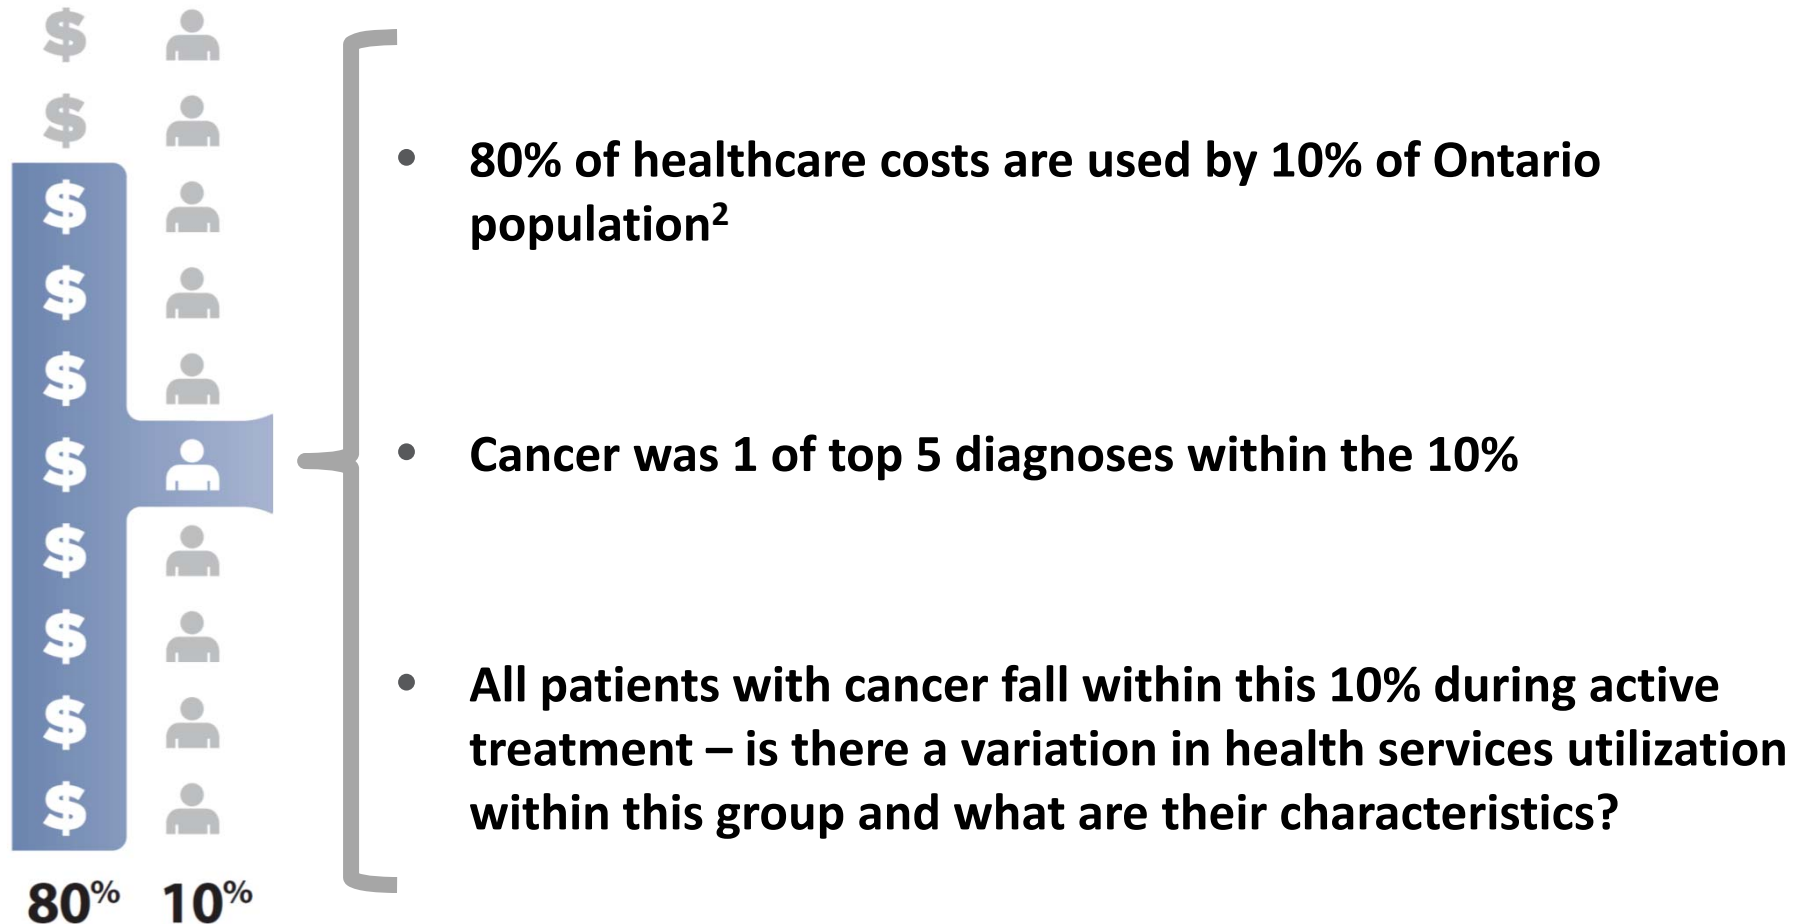 $
$
$
$
$
$
$
$
$
$
80% 10%
• 80% of healthcare costs are used by 10% of Ontario
population²
• Cancer was 1 of top 5 diagnoses within the 10%
• All patients with cancer fall within this 10% during active
treatment – is there a variation in health services utilization
within this group and what are their characteristics?